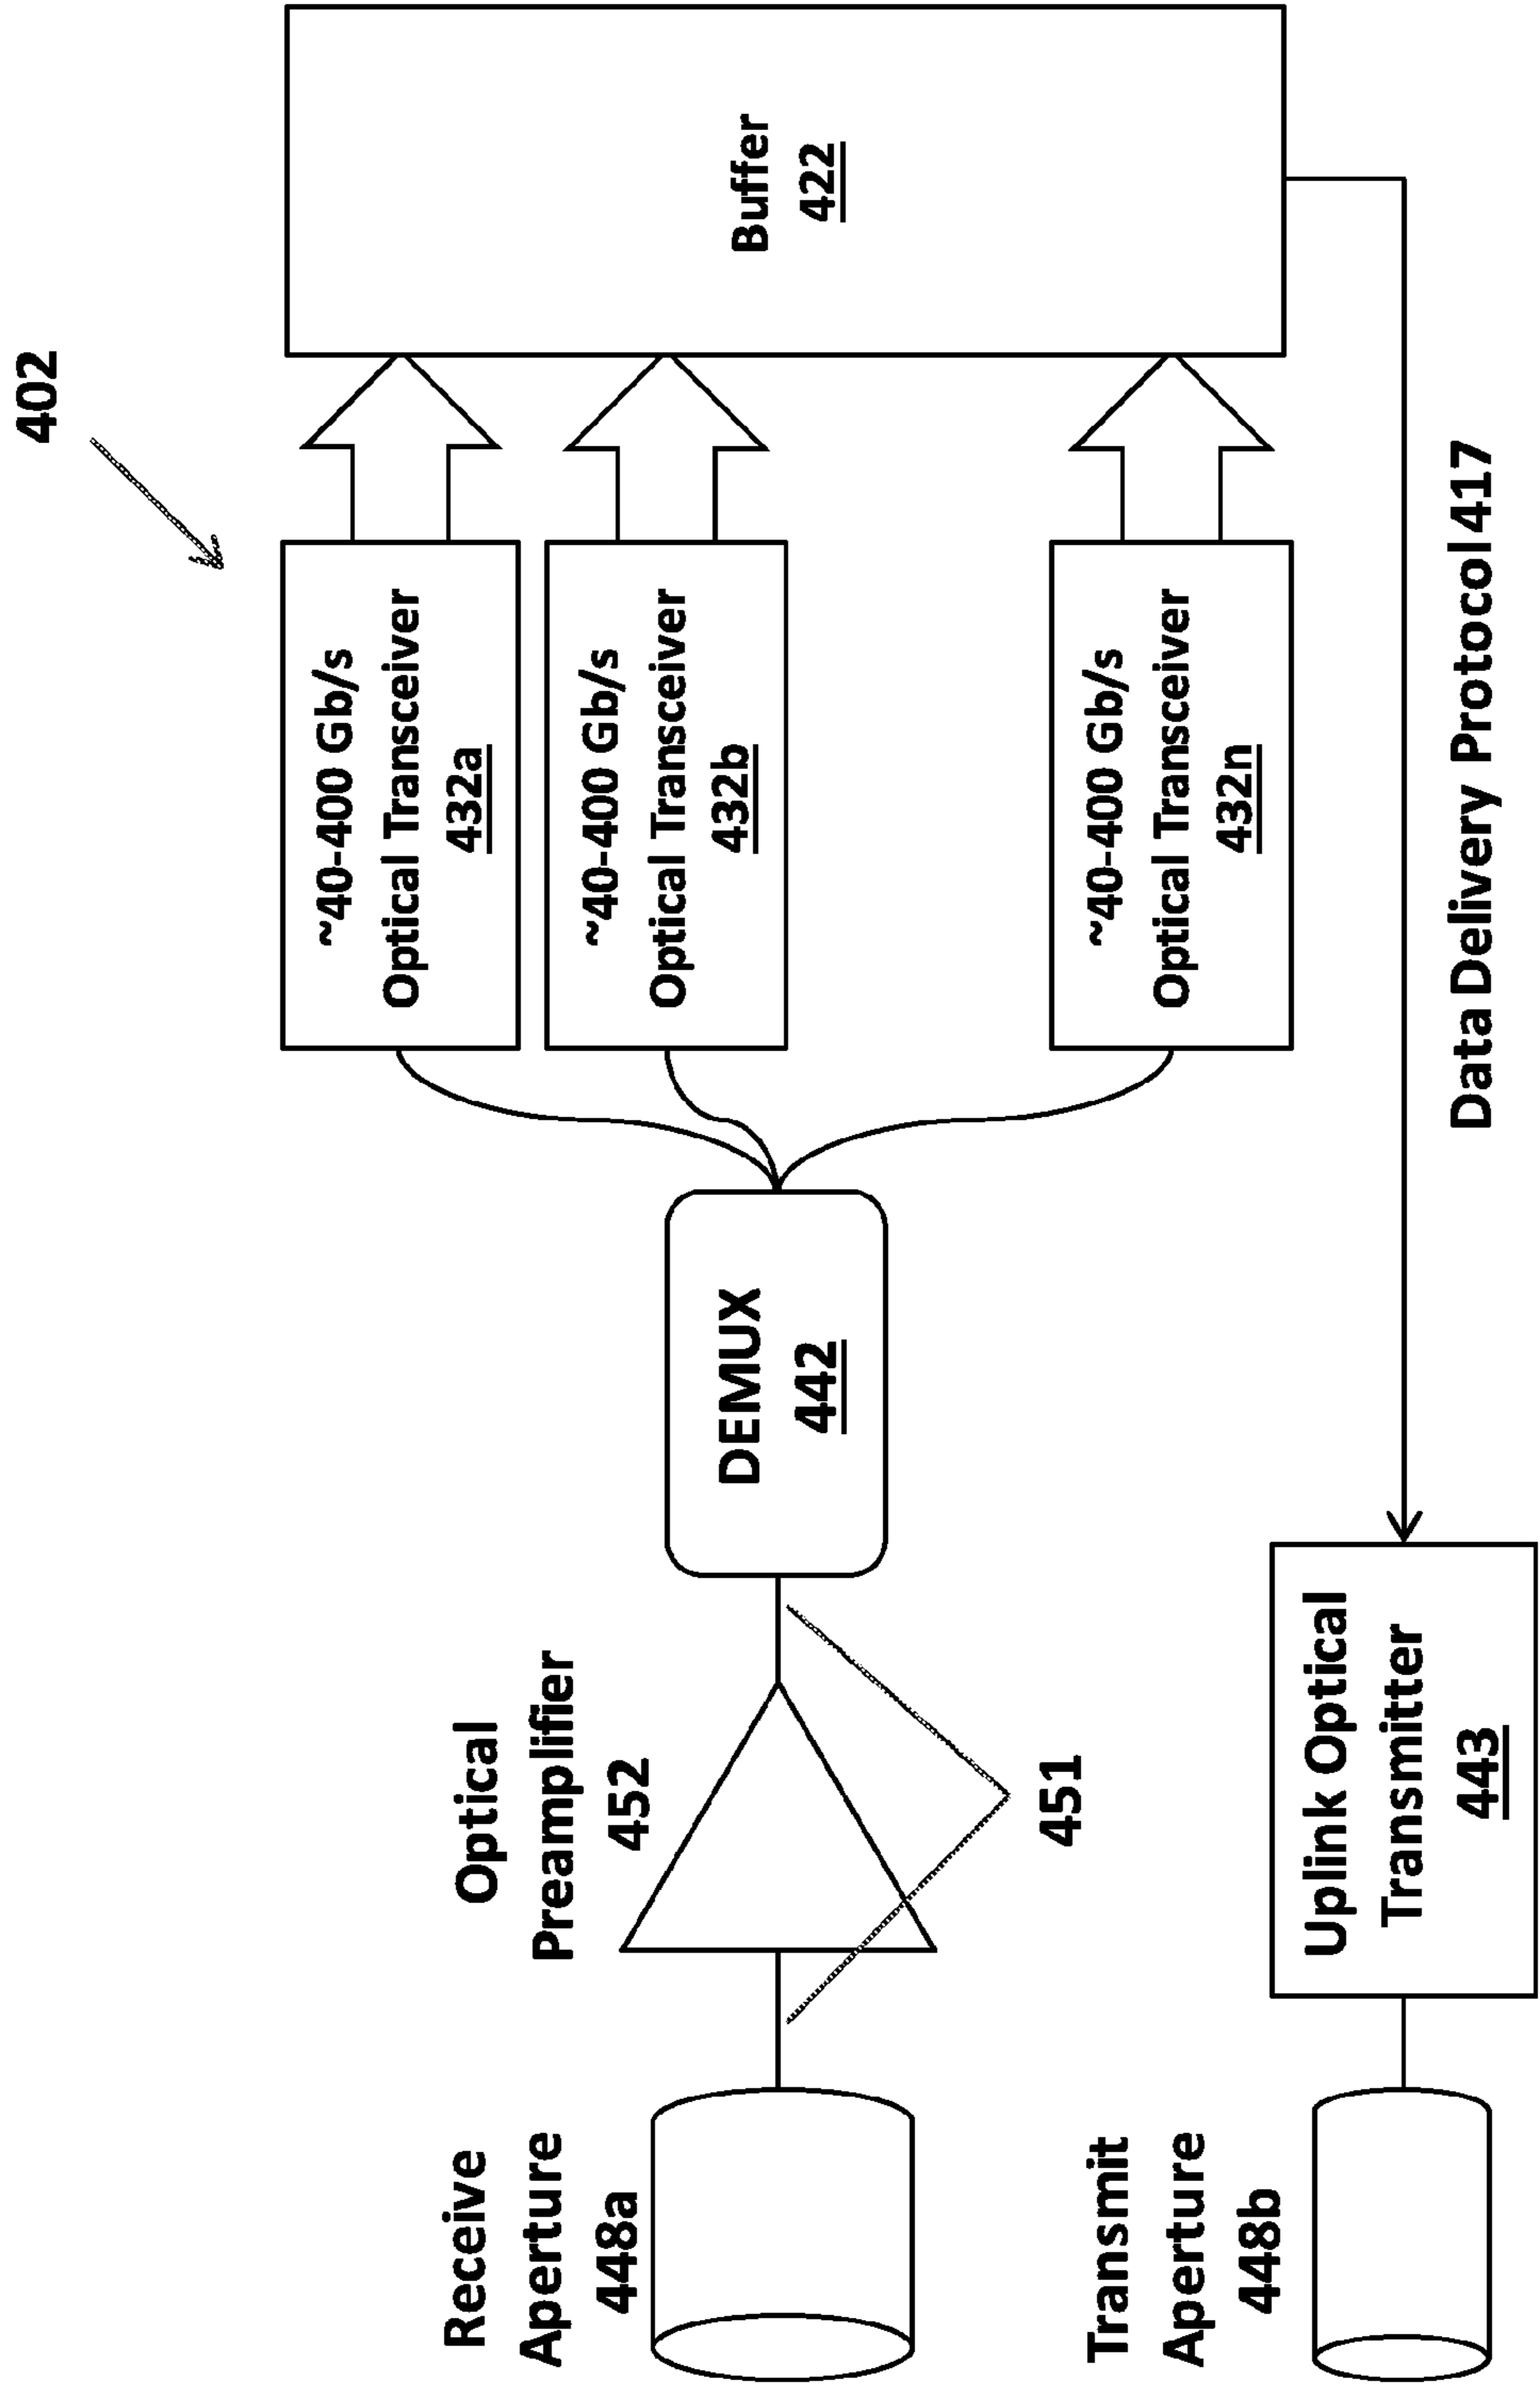 402
~40-400 Gb/s
Optical Transceiver
432a
~40-400 Gb/s
Optical Transceiver
432b
~40-400 Gb/s
Optical Transceiver
432n
Buffer
422
Receive
Aperture
448a
Optical
Preamplifier
452
451
DEMUX
442
Transmit
Aperture
448b
Uplink Optical
Transmitter
443
Data Delivery Protocol 417